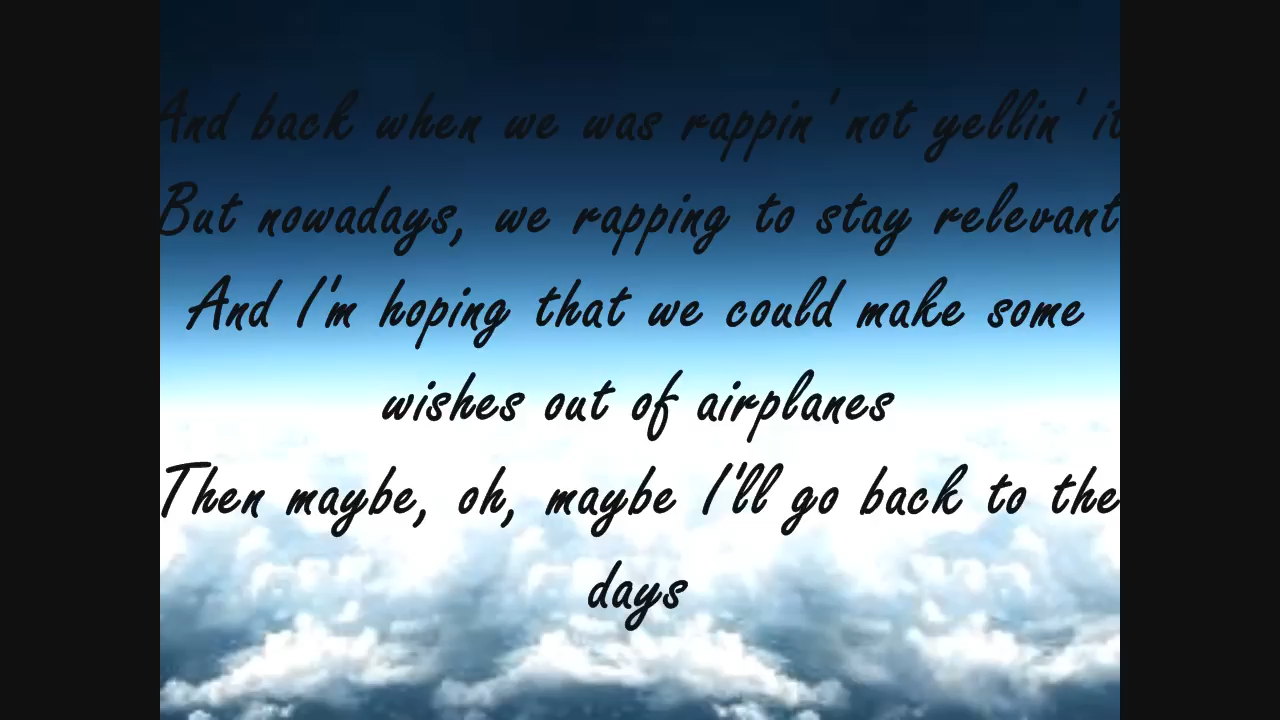 And back when we was rappin' not yellin' it
But nowadays, we rapping to stay relevant
And I'm hoping that we could make some
wishes out of airplanes
Then maybe, oh, maybe I'll go back to the
days